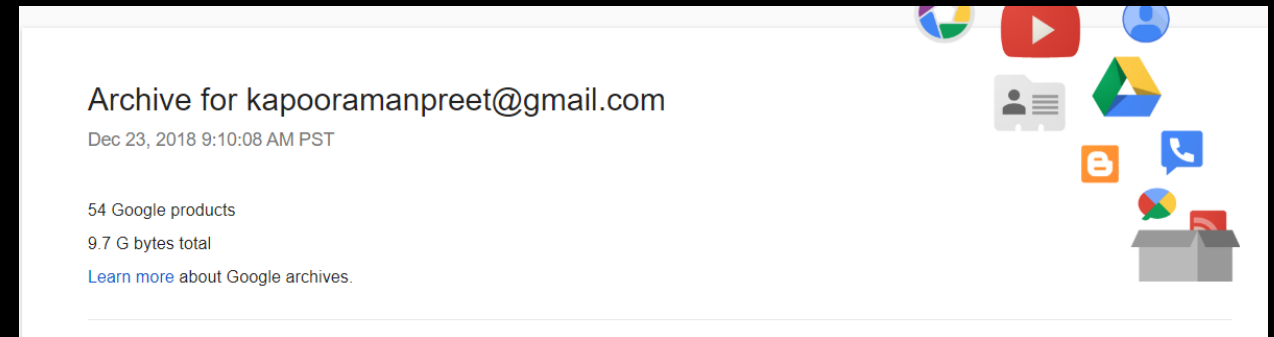 Archive for kapooramanpreet@gmail.com
Dec 23, 2018 9:10:08 AM PST
54 Google products
9.7 G bytes total
Learn more about Google archives.